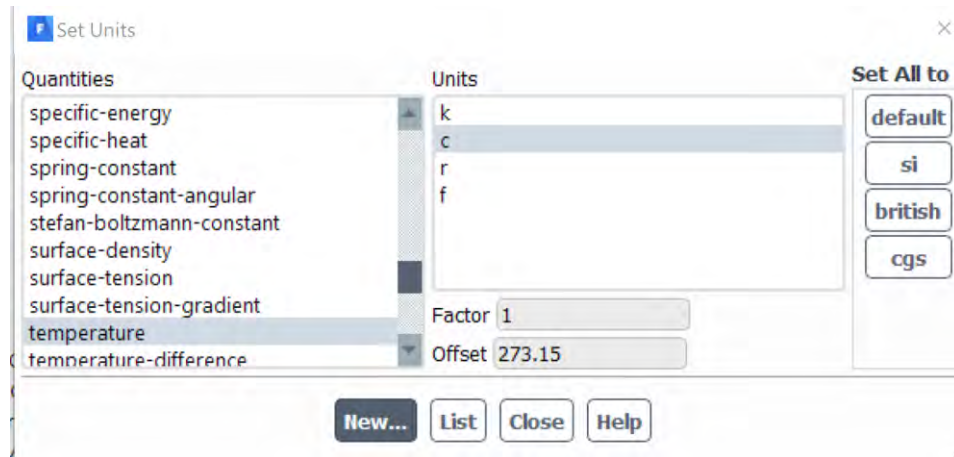 F Set Units
Quantities
specific-energy
specific-heat
spring-constant
spring-constant-angular
stefan-boltzmann-constant
surface-density
surface-tension
surface-tension-gradient
temperature
temperature-difference
Units
k
c
r
f
Factor 1
Offset 273.15
Set All to
default
si
british
cgs
New... List Close Help